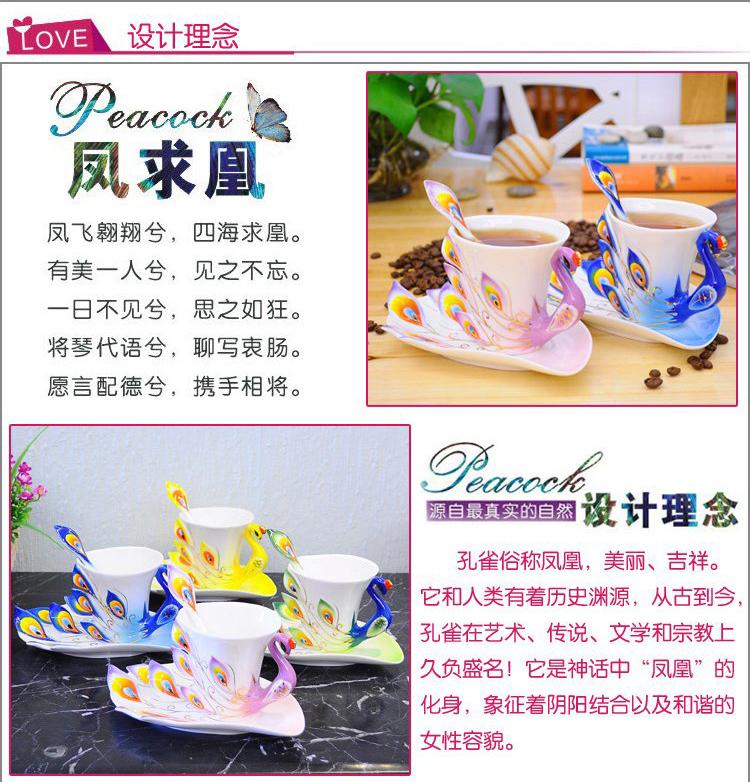 LOVE 设计理念
Peacock
凤求凰
凤飞翱翔兮，四海求凰。
有美一人兮，见之不忘。
一日不见兮，思之如狂。
将琴代语兮，聊写衷肠。
愿言配德兮，携手相将。
Peacock
源自最真实的自然 设计理念
孔雀俗称凤凰，美丽、吉祥。
它和人类有着历史渊源，从古到今，
孔雀在艺术、传说、文学和宗教上
久负盛名！它是神话中“凤凰”的
化身，象征着阴阳结合以及和谐的
女性容貌。